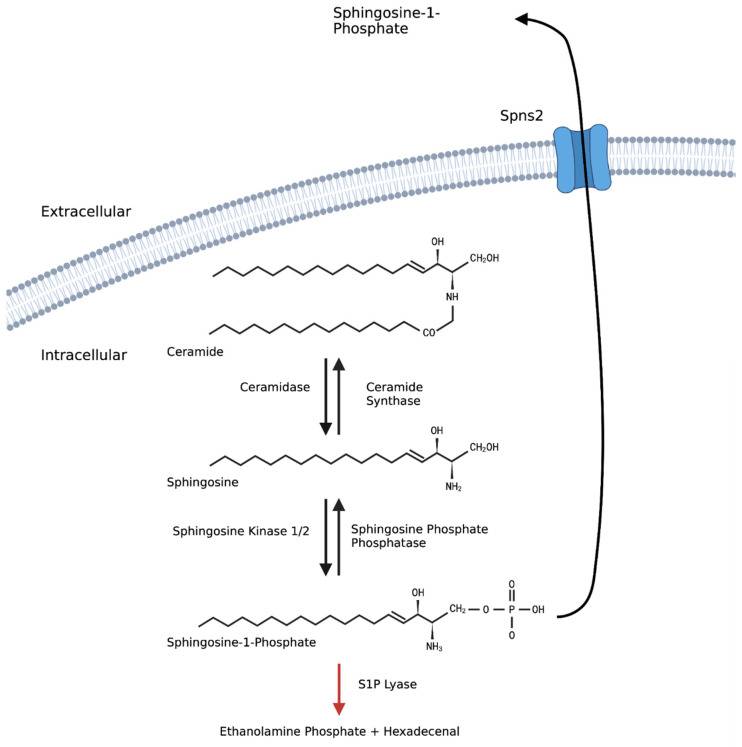 Sphingosine-1-
Phosphate
Spns2
Extracellular
OH
CH₂OH
NH
CO
Intracellular
Ceramide
Ceramidase
Ceramide
Synthase
OH
CH₂OH
NH₂
Sphingosine
Sphingosine Kinase 1/2
Sphingosine Phosphate
Phosphatase
OH
CH₂ O P OH
O
O
NH₃
Sphingosine-1-Phosphate
S1P Lyase
Ethanolamine Phosphate + Hexadecenal